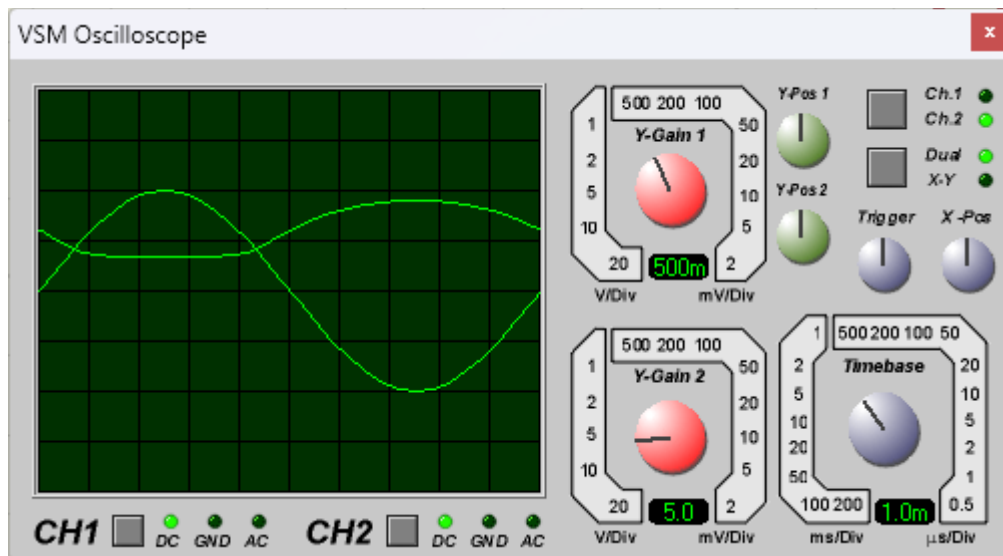 VSM Oscilloscope
x
500 200 100
1
2
5
10
20
50
20
10
5
2
Y-Gain 1
500m
V/Div
mV/Div
Y-Pos 1
Y-Pos 2
Ch.1
Ch.2
Dual
X-Y
Trigger
X -Pos
500 200 100
1
2
5
10
20
50
20
10
5
2
Y-Gain 2
5.0
V/Div
mV/Div
1
500 200 100 50
2
5
10
20
50
100 200
20
10
5
2
1
0.5
Timebase
1.0m
ms/Div
µs/Div
CH1
DC
GND
AC
CH2
DC
GND
AC